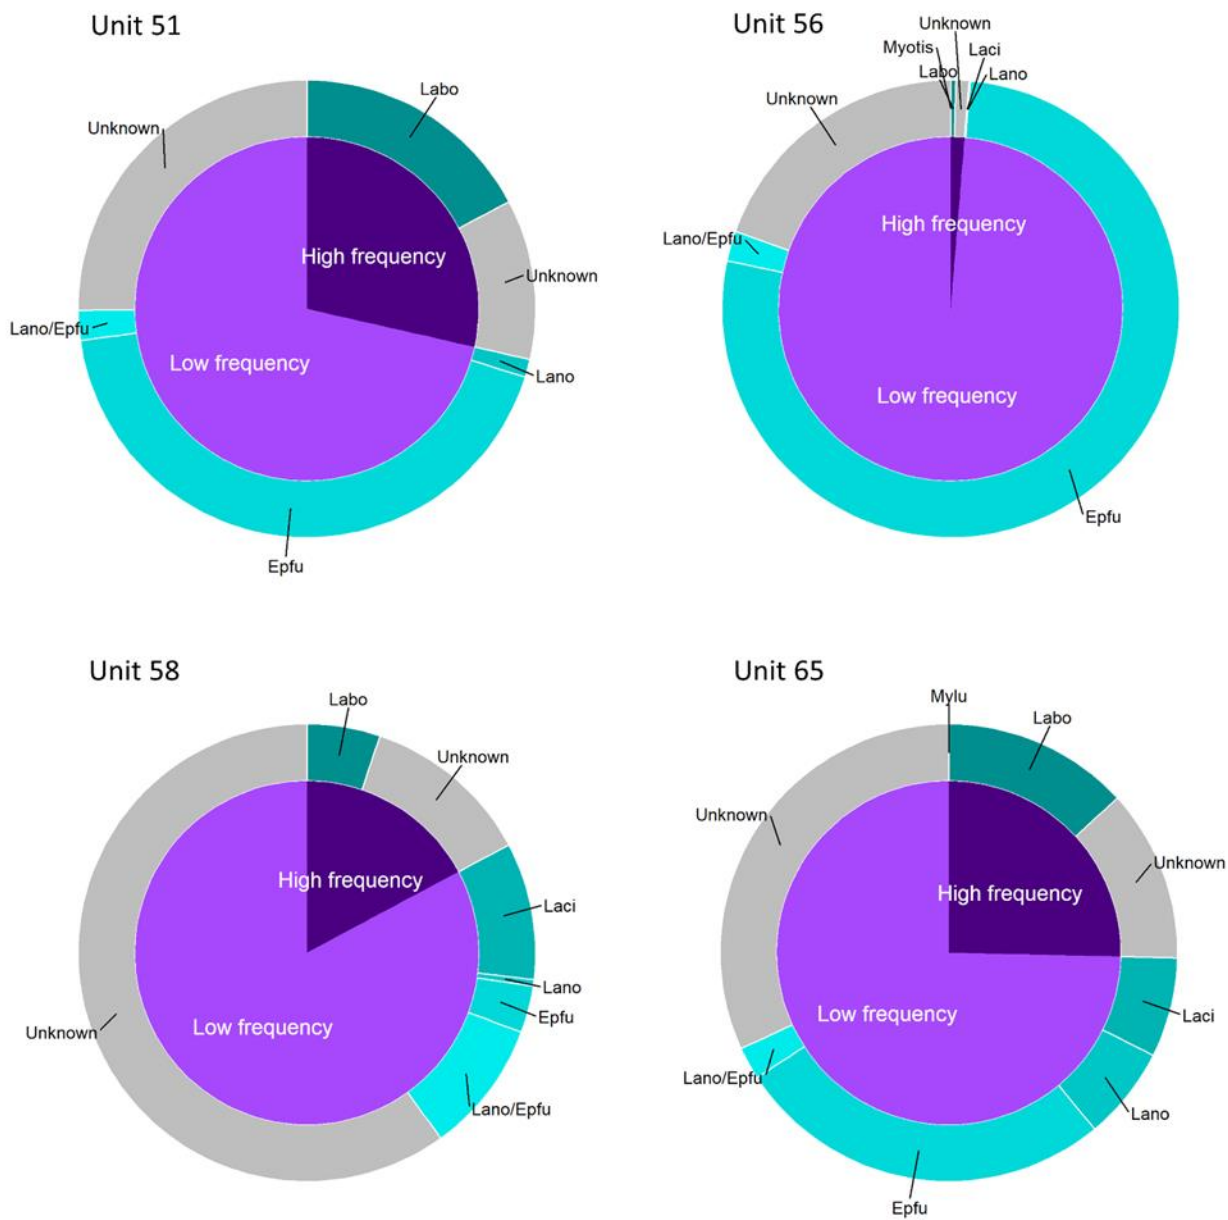 Unit 51
Labo
Unknown
High frequency
Unknown
Lano/Epfu
Low frequency
Lano
Epfu
Unit 56
Unknown
Myotis
Laci
Labo
Lano
Unknown
High frequency
Lano/Epfu
Low frequency
Epfu
Unit 58
Labo
Unknown
High frequency
Laci
Lano
Epfu
Low frequency
Unknown
Lano/Epfu
Unit 65
Mylu
Labo
Unknown
Unknown
High frequency
Low frequency
Laci
Lano/Epfu
Lano
Epfu